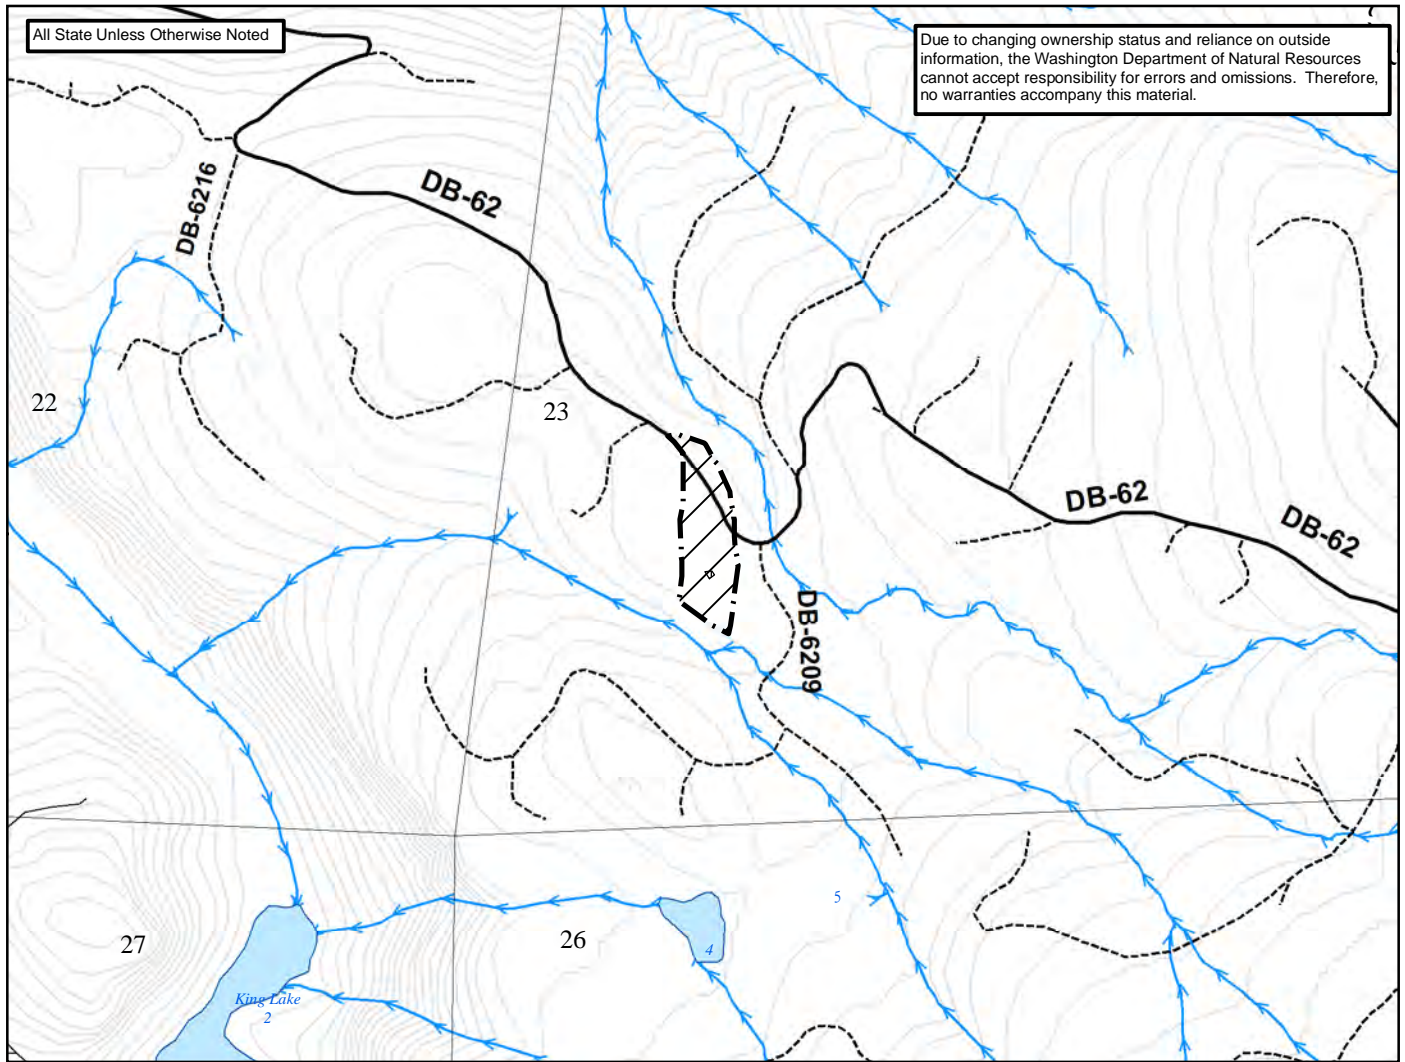 All State Unless Otherwise Noted
Due to changing ownership status and reliance on outside
information, the Washington Department of Natural Resources
cannot accept responsibility for errors and omissions. Therefore,
no warranties accompany this material.
DB-6216
DB-62
22
23
DB-62
DB-62
B
DB-6209
5
27
26
4
King Lake
2